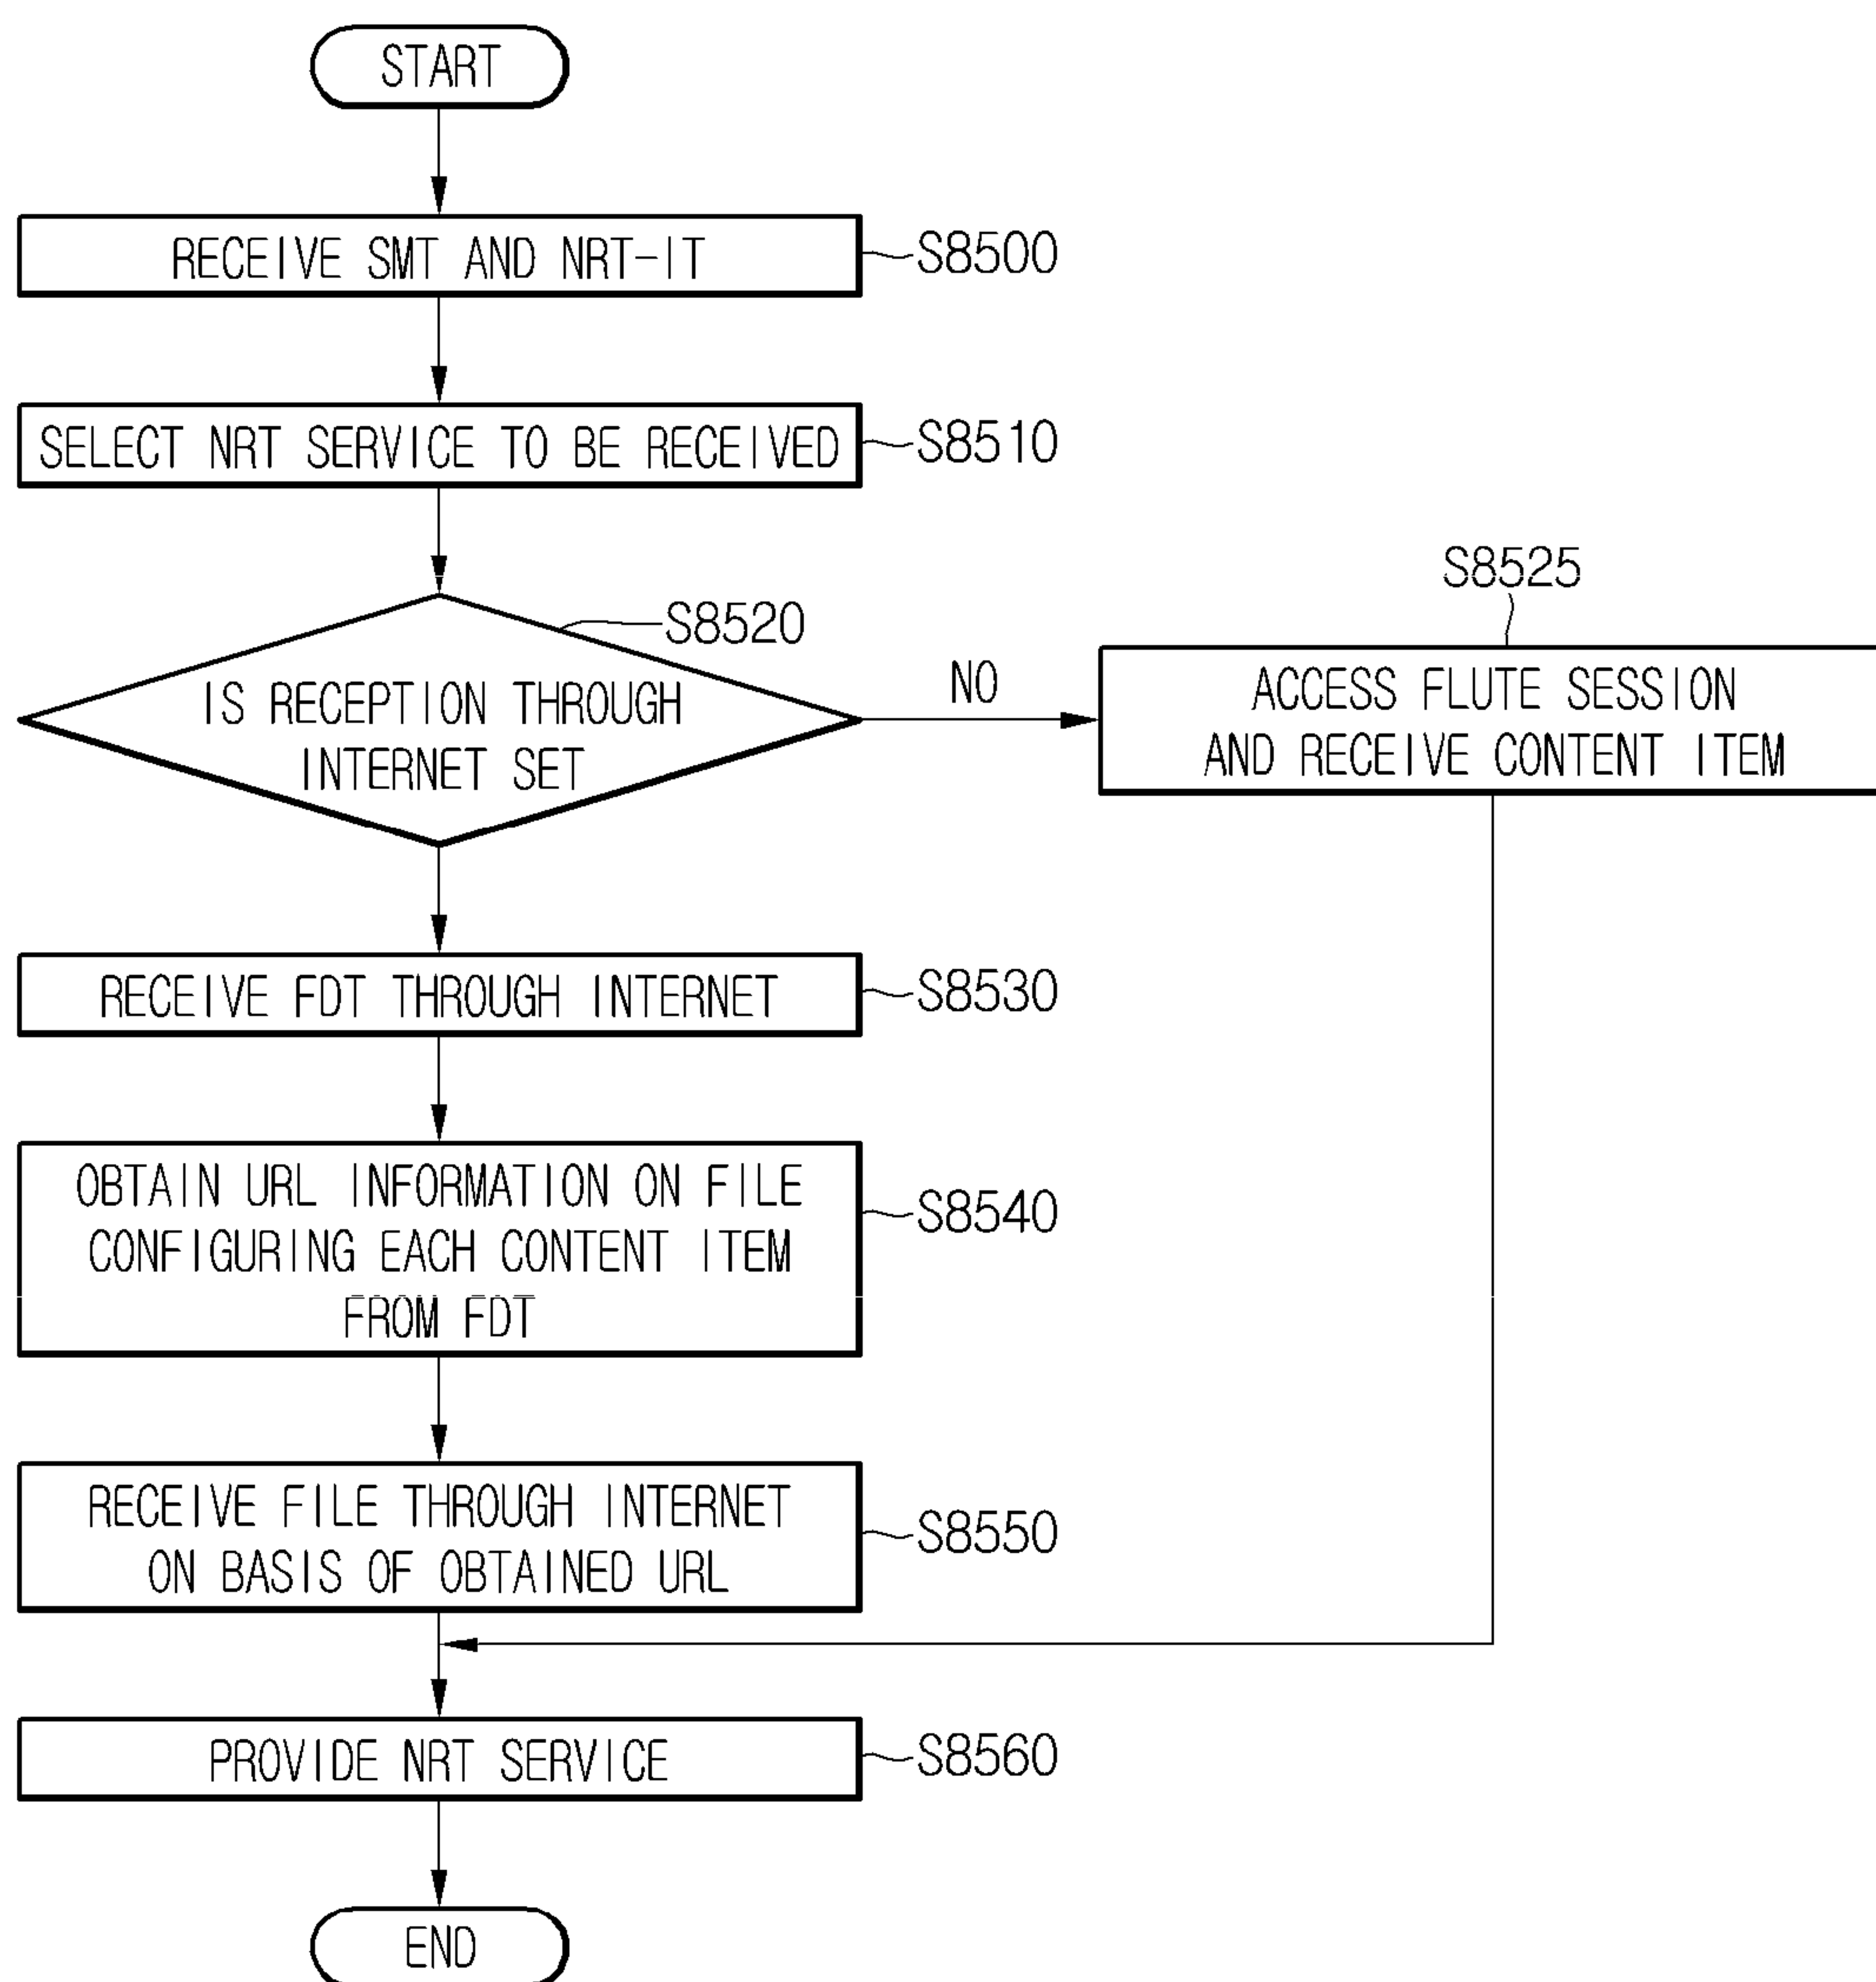 START
RECEIVE SMT AND NRT-IT
S8500
SELECT NRT SERVICE TO BE RECEIVED
S8510
S8520
IS RECEPTION THROUGH
INTERNET SET
NO
S8525
ACCESS FLUTE SESSION
AND RECEIVE CONTENT ITEM
RECEIVE FDT THROUGH INTERNET
S8530
OBTAIN URL INFORMATION ON FILE
CONFIGURING EACH CONTENT ITEM
FROM FDT
S8540
RECEIVE FILE THROUGH INTERNET
ON BASIS OF OBTAINED URL
S8550
PROVIDE NRT SERVICE
S8560
END